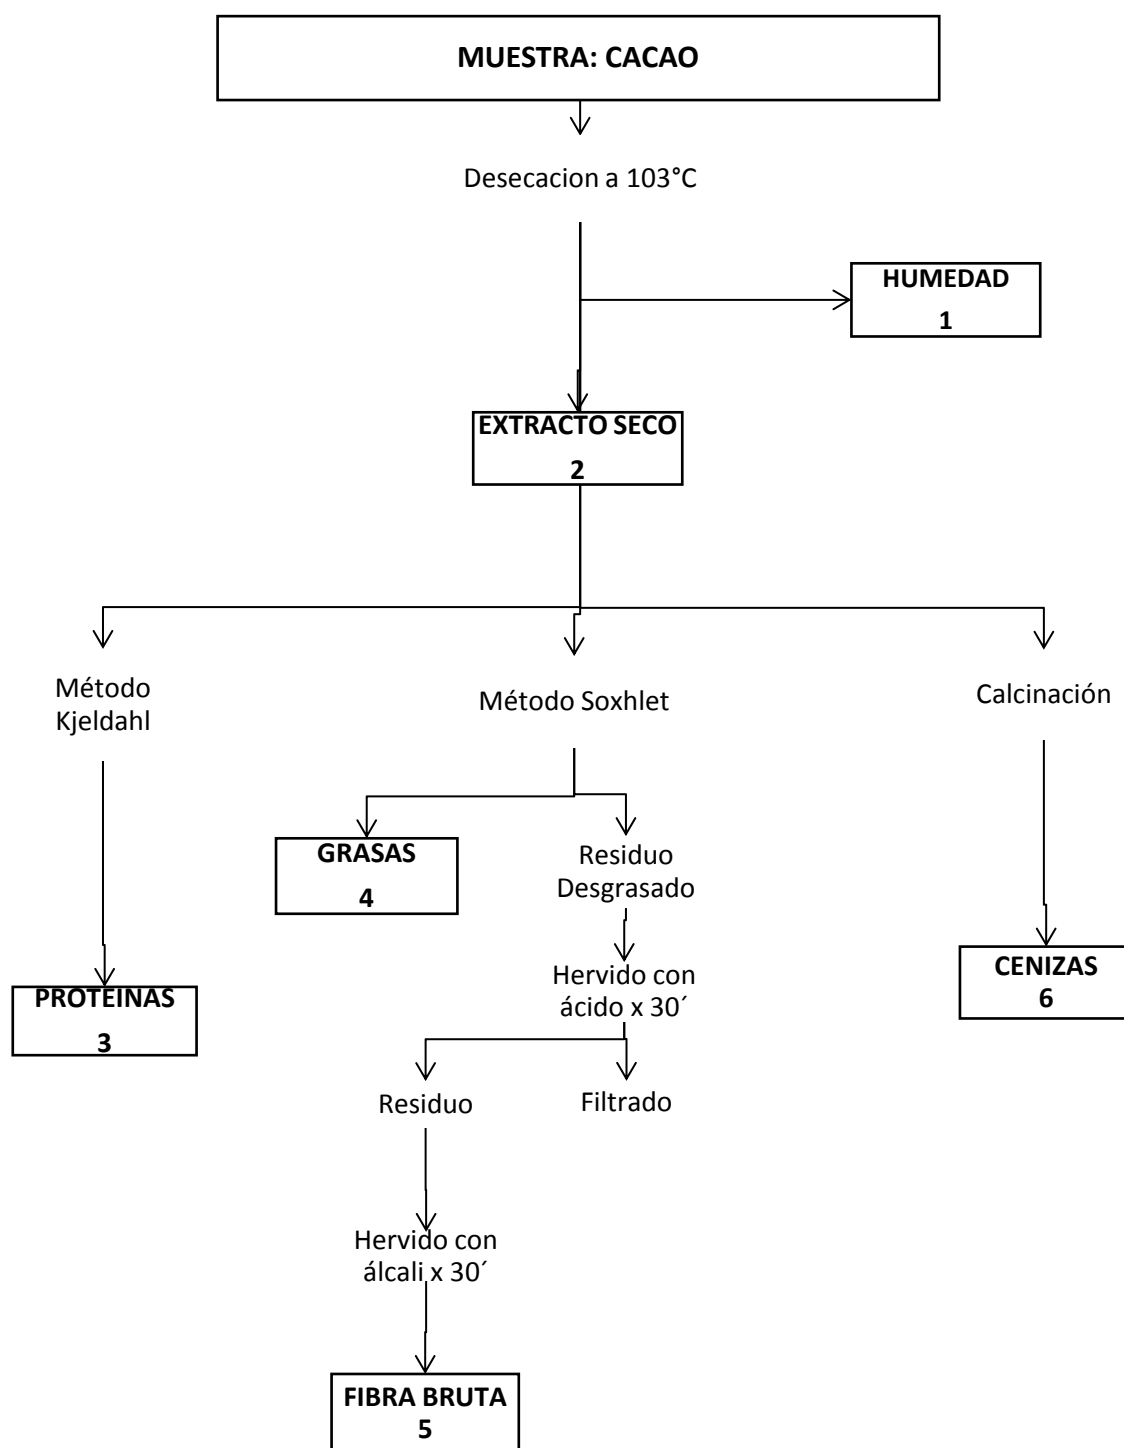 MUESTRA: CACAO
Desecacion a 103°C
HUMEDAD
1
EXTRACTO SECO
2
Método
Kjeldahl
Método Soxhlet
Calcinación
GRASAS
4
Residuo
Desgrasado
PROTEINAS
3
Hervido con
ácido x 30´
CENIZAS
6
Residuo
Filtrado
Hervido con
álcali x 30´
FIBRA BRUTA
5